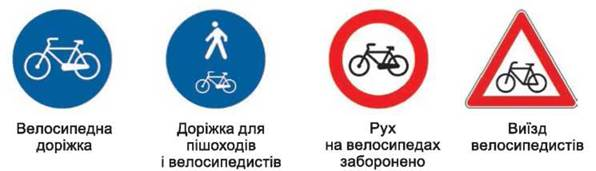 Велосипедна
доріжка
Доріжка для
пішоходів
і велосипедистів
Рух
на велосипедах
заборонено
Виїзд
велосипедистів